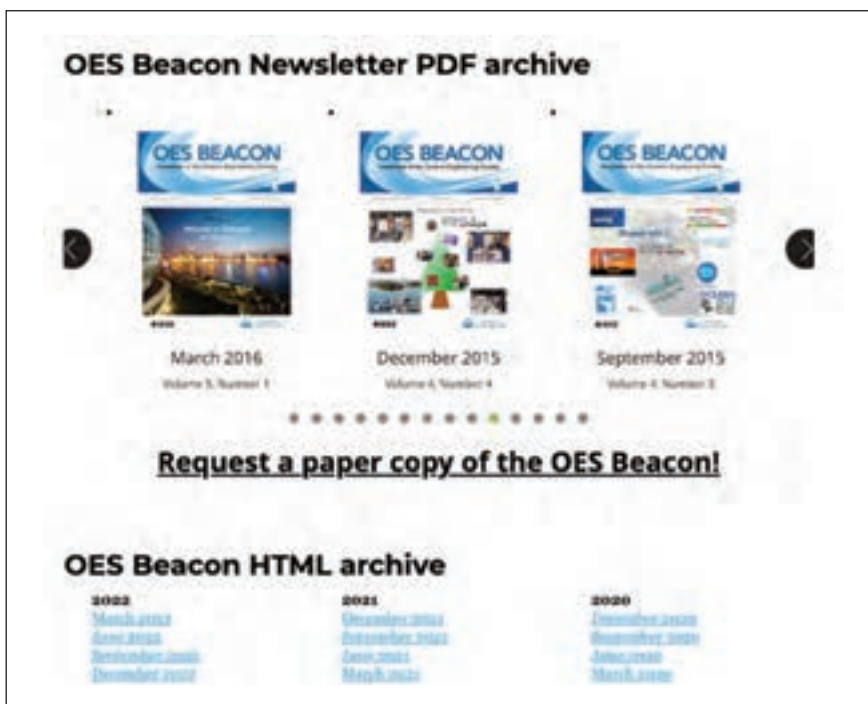 OES Beacon Newsletter PDF archive
OES BEACON
OES BEACON
OES BEACON
March 2016
December 2015
September 2015
Volume 5, Number 1
Volume 4, Number 4
Volume 4, Number 3
Request a paper copy of the OES Beacon!
OES Beacon HTML archive
2022
2021
2020
March 2022
December 2021
December 2020
June 2022
September 2021
September 2020
September 2022
June 2021
June 2020
December 2022
March 2021
March 2020